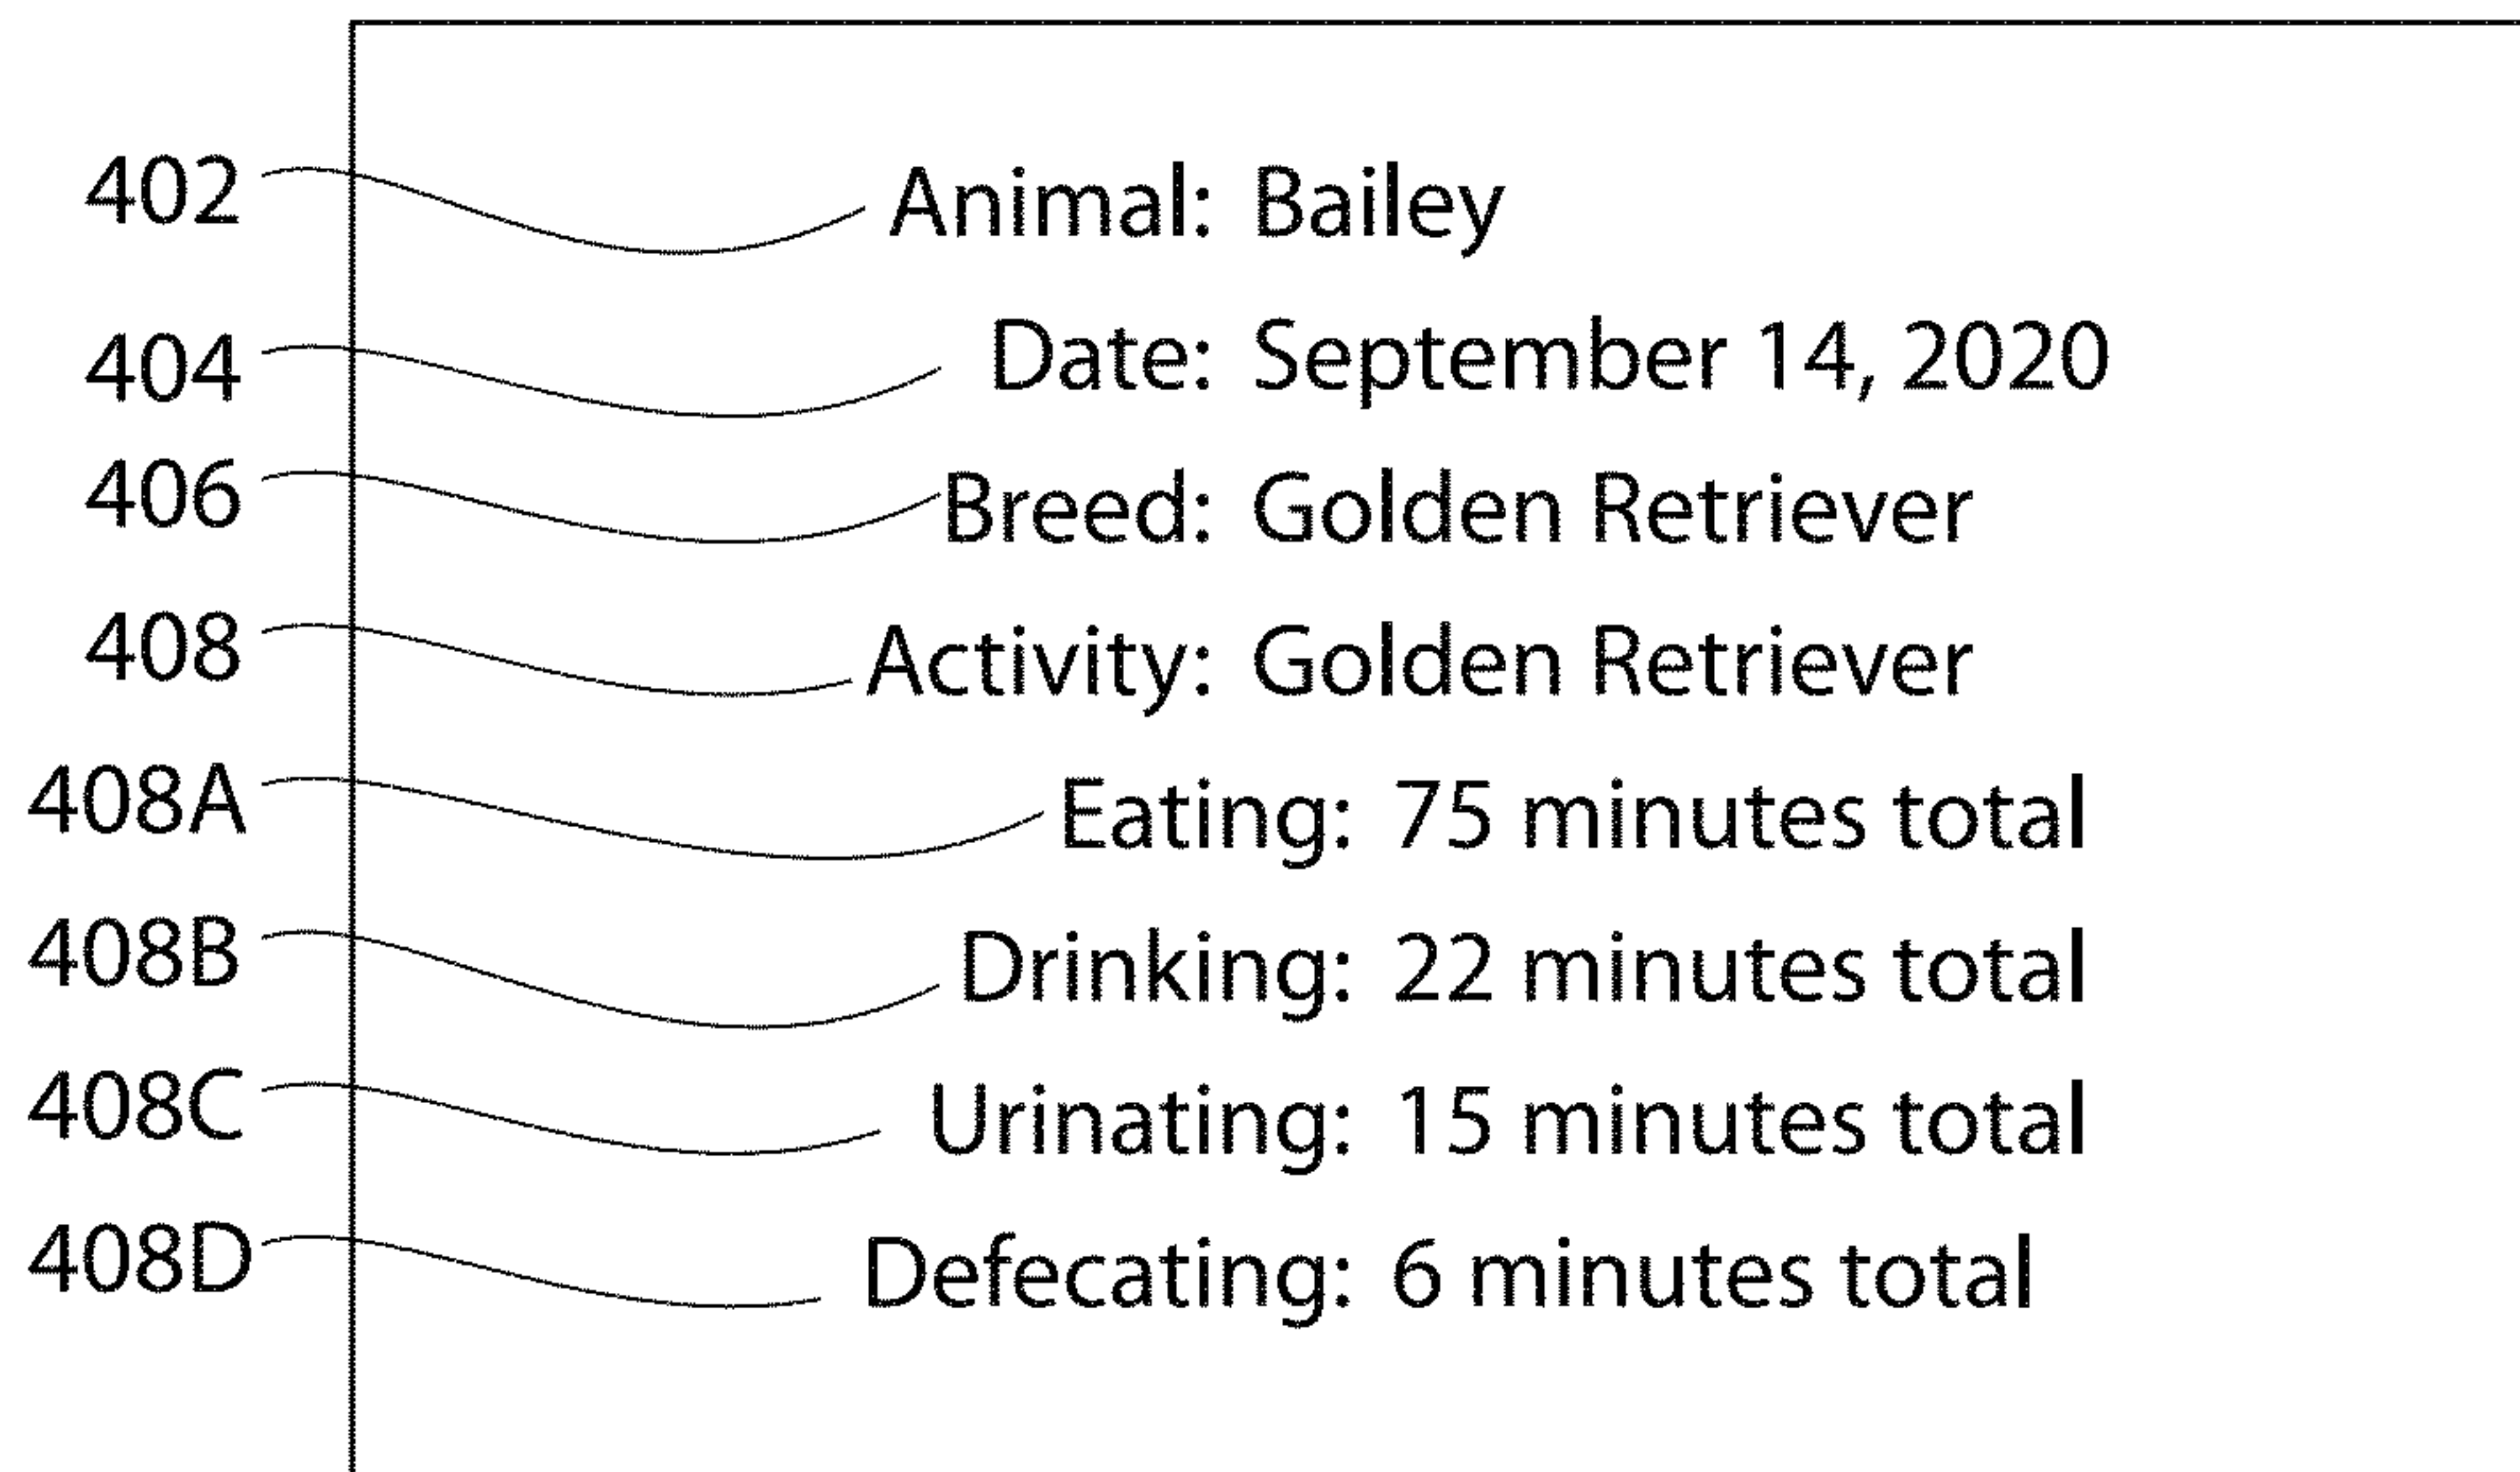 402 Animal: Bailey
404 Date: September 14, 2020
406 Breed: Golden Retriever
408 Activity: Golden Retriever
408A Eating: 75 minutes total
408B Drinking: 22 minutes total
408C Urinating: 15 minutes total
408D Defecating: 6 minutes total